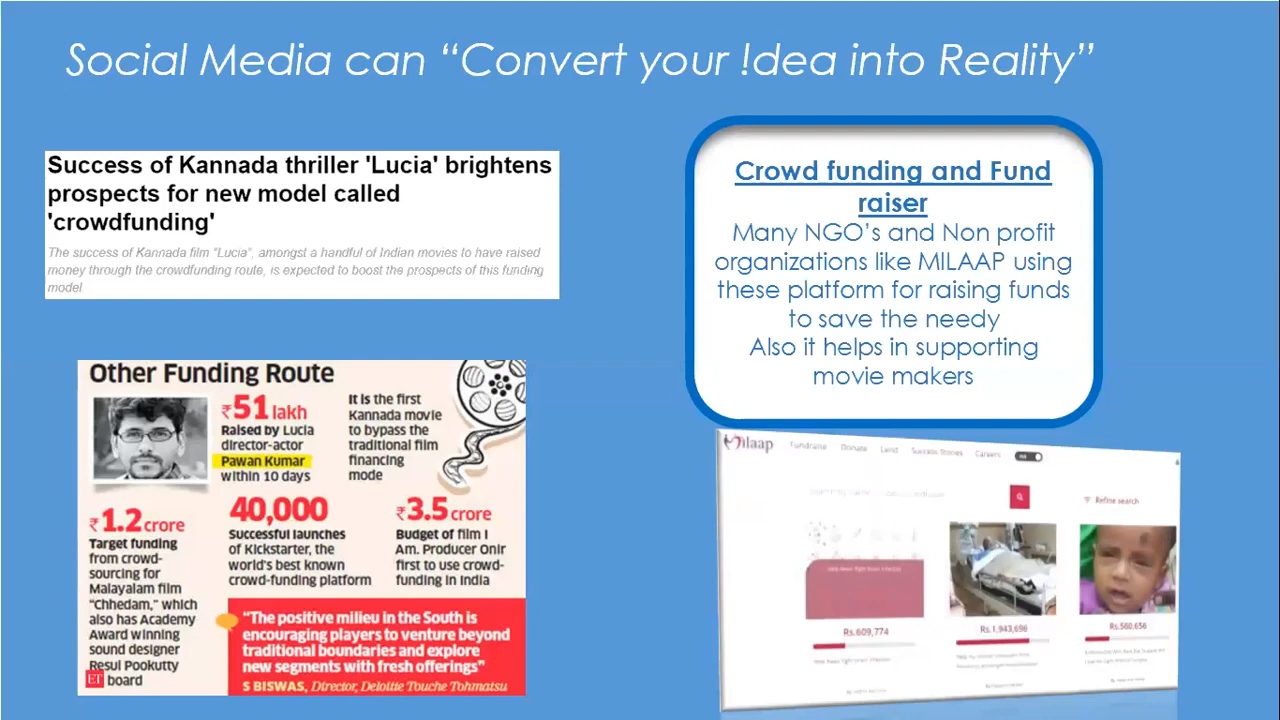 Social Media can “Convert your !dea into Reality”
Success of Kannada thriller 'Lucia' brightens
prospects for new model called
'crowdfunding'
The success of Kannada film "Lucia", amongst a handful of Indian movies to have raised
money through the crowdfunding route, is expected to boost the prospects of this funding
model
Crowd funding and Fund
raiser
Many NGO’s and Non profit
organizations like MILAAP using
these platform for raising funds
to save the needy
Also it helps in supporting
movie makers
Other Funding Route
₹51 lakh
Raised by Lucia
director-actor
Pawan Kumar
within 10 days
It is the first
Kannada movie
to bypass the
traditional film
financing
mode
₹1.2 crore
Target funding
from crowd-
sourcing for
Malayalam film
“Chhedam,” which
also has Academy
Award winning
sound designer
Resul Pookutty
board
ET
40,000
Successful launches
of Kickstarter, the
world's best known
crowd-funding platform
₹3.5 crore
Budget of film I
Am. Producer Onir
first to use crowd-
funding in India
“The positive milieu in the South is
encouraging players to venture beyond
traditional boundaries and explore
new segments with fresh offerings”
S BISWAS, Director, Deloitte Touche Tohmatsu
Milaap
Fundraise Donate Lend Success Stories Careers
Refine search
Rs.609,774
Rs.1,943,696
Rs.560,656